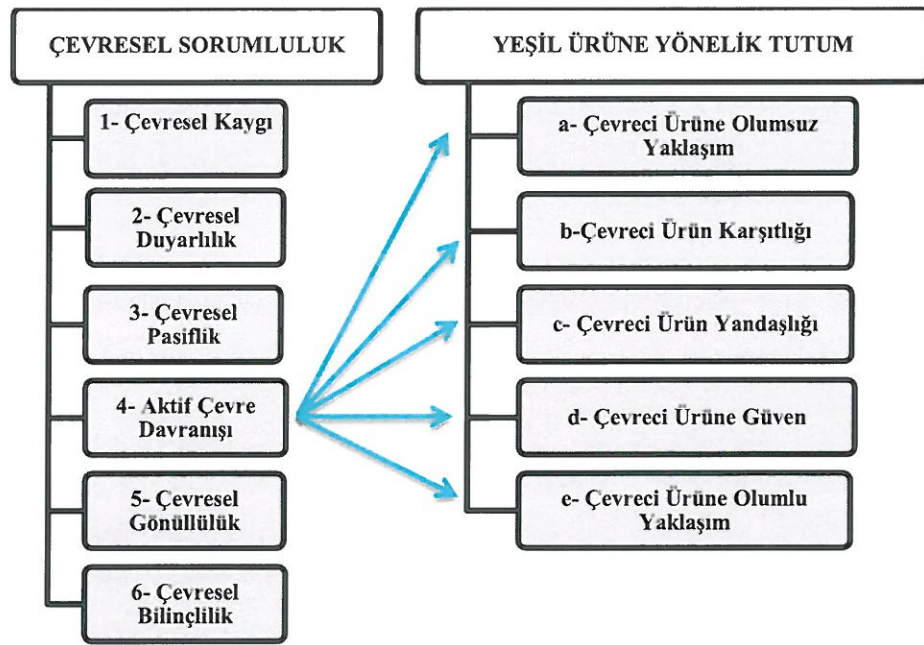 ÇEVRESEL SORUMLULUK
1- Çevresel Kaygı
2- Çevresel
Duyarlılık
3- Çevresel
Pasiflik
4- Aktif Çevre
Davranışı
5- Çevresel
Gönüllülük
6- Çevresel
Bilinçlilik
YEŞİL ÜRÜNE YÖNELİK TUTUM
a- Çevreci Ürüne Olumsuz
Yaklaşım
b-Çevreci Ürün Karşıtlığı
c- Çevreci Ürün Yandaşlığı
d- Çevreci Ürüne Güven
e- Çevreci Ürüne Olumlu
Yaklaşım